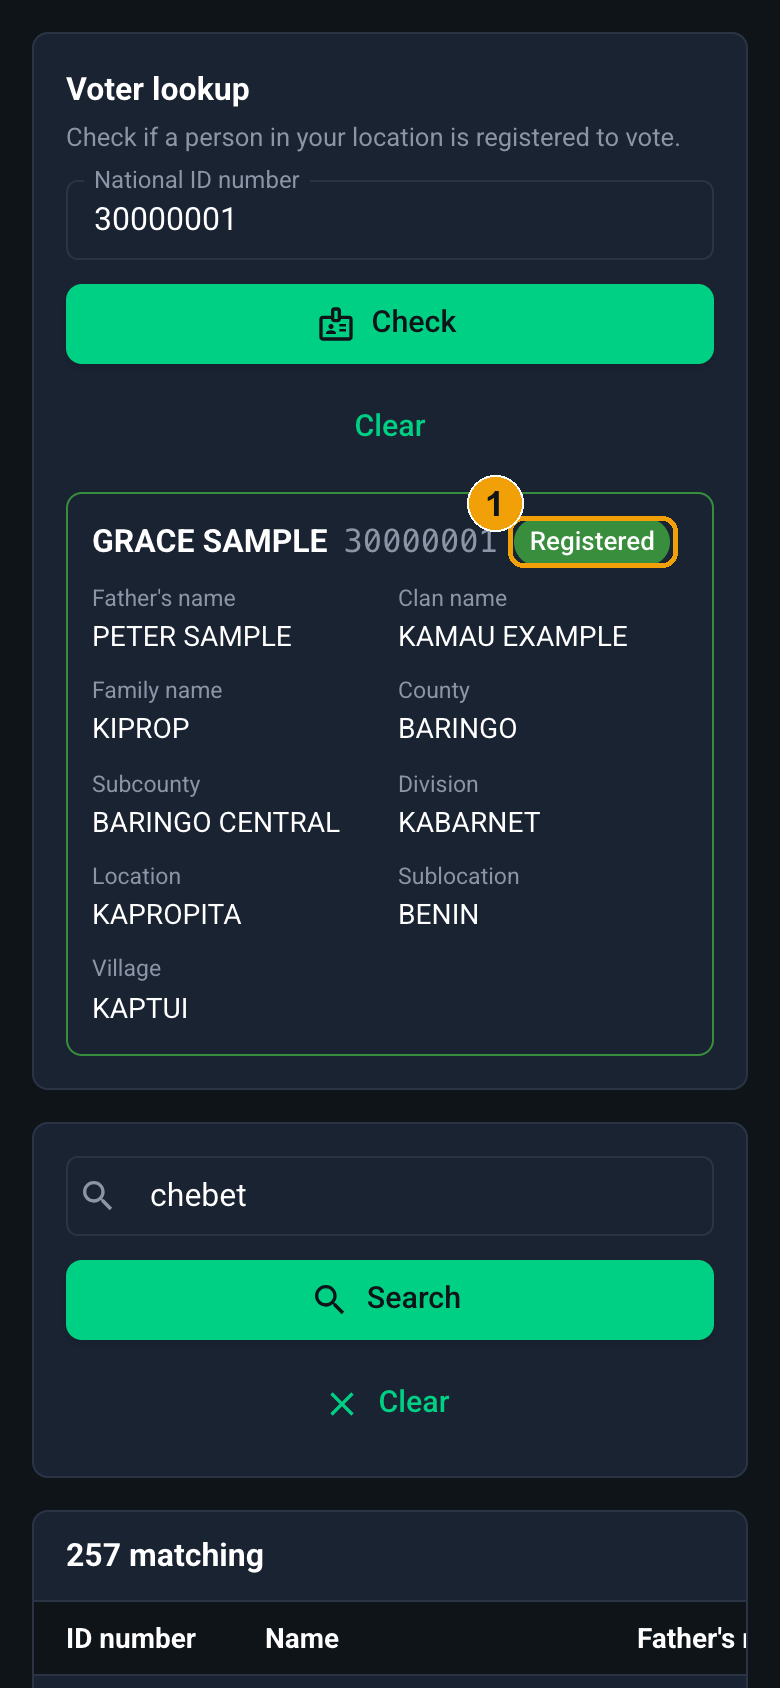 Voter lookup
Check if a person in your location is registered to vote.
National ID number
30000001
Check
Clear
1
GRACE SAMPLE 30000001 Registered
Father's name Clan name
PETER SAMPLE KAMAU EXAMPLE
Family name County
KIPROP BARINGO
Subcounty Division
BARINGO CENTRAL KABARNET
Location Sublocation
KAPROPITA BENIN
Village
KAPTUI
chebet
Search
Clear
257 matching
ID number Name Father's